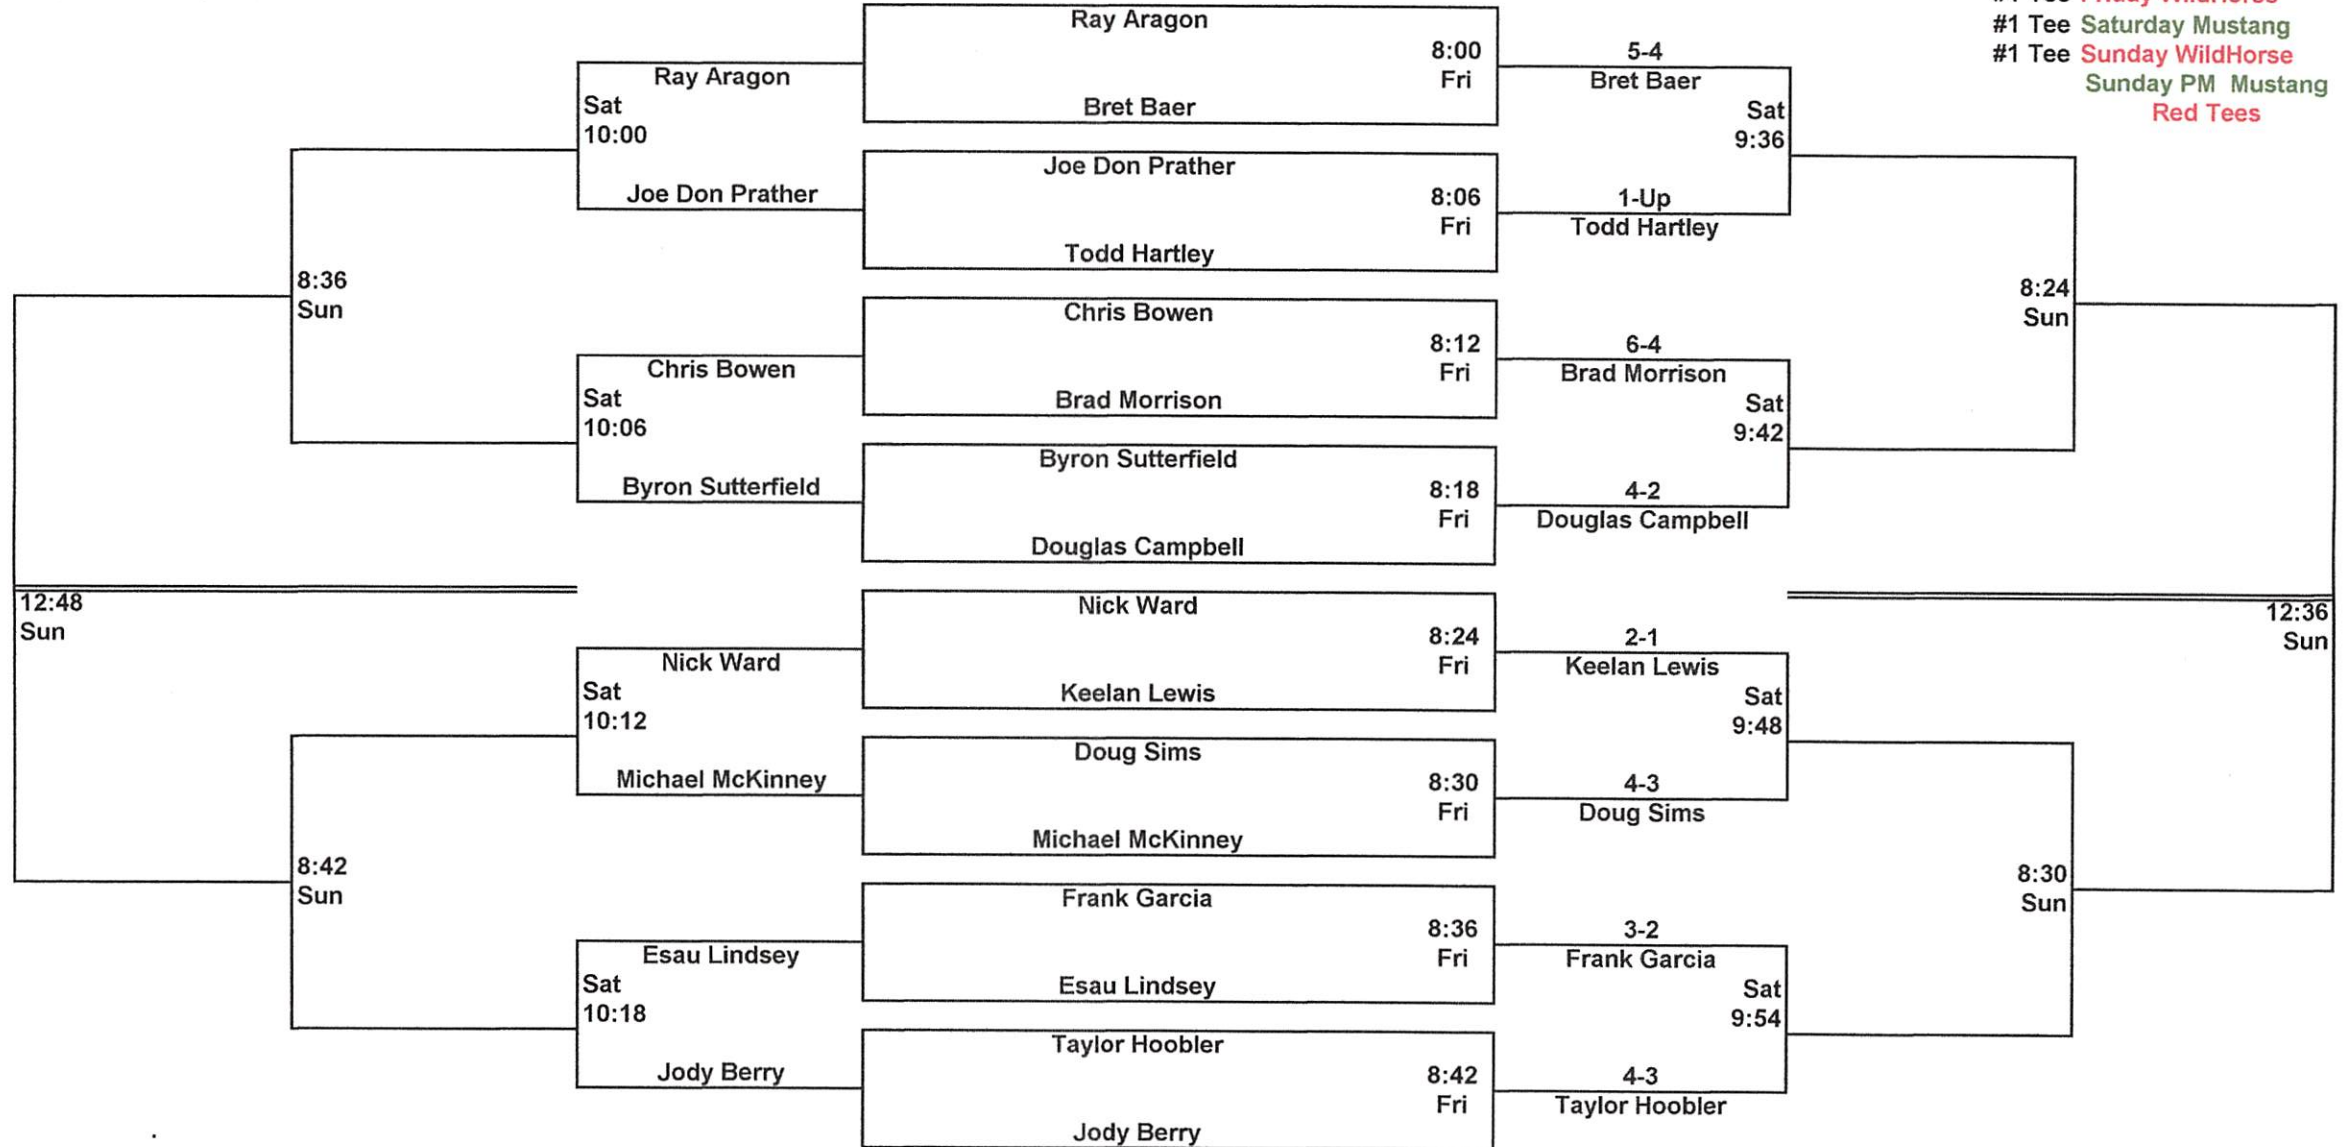 #1 Tee Friday WildHorse
#1 Tee Saturday Mustang
#1 Tee Sunday WildHorse
Sunday PM Mustang
Red Tees
Ray Aragon
8:00
Fri
Bret Baer
Joe Don Prather
8:06
Fri
Todd Hartley
Chris Bowen
8:12
Fri
Brad Morrison
Byron Sutterfield
8:18
Fri
Douglas Campbell
Nick Ward
8:24
Fri
Keelan Lewis
Doug Sims
8:30
Fri
Michael McKinney
Frank Garcia
8:36
Fri
Esau Lindsey
Taylor Hoobler
8:42
Fri
Jody Berry
Ray Aragon
Sat
10:00
Joe Don Prather
Chris Bowen
Sat
10:06
Byron Sutterfield
Nick Ward
Sat
10:12
Michael McKinney
Esau Lindsey
Sat
10:18
Jody Berry
8:36
Sun
8:42
Sun
12:48
Sun
5-4
Bret Baer
Sat
9:36
1-Up
Todd Hartley
6-4
Brad Morrison
Sat
9:42
4-2
Douglas Campbell
2-1
Keelan Lewis
Sat
9:48
4-3
Doug Sims
3-2
Frank Garcia
Sat
9:54
4-3
Taylor Hoobler
8:24
Sun
8:30
Sun
12:36
Sun